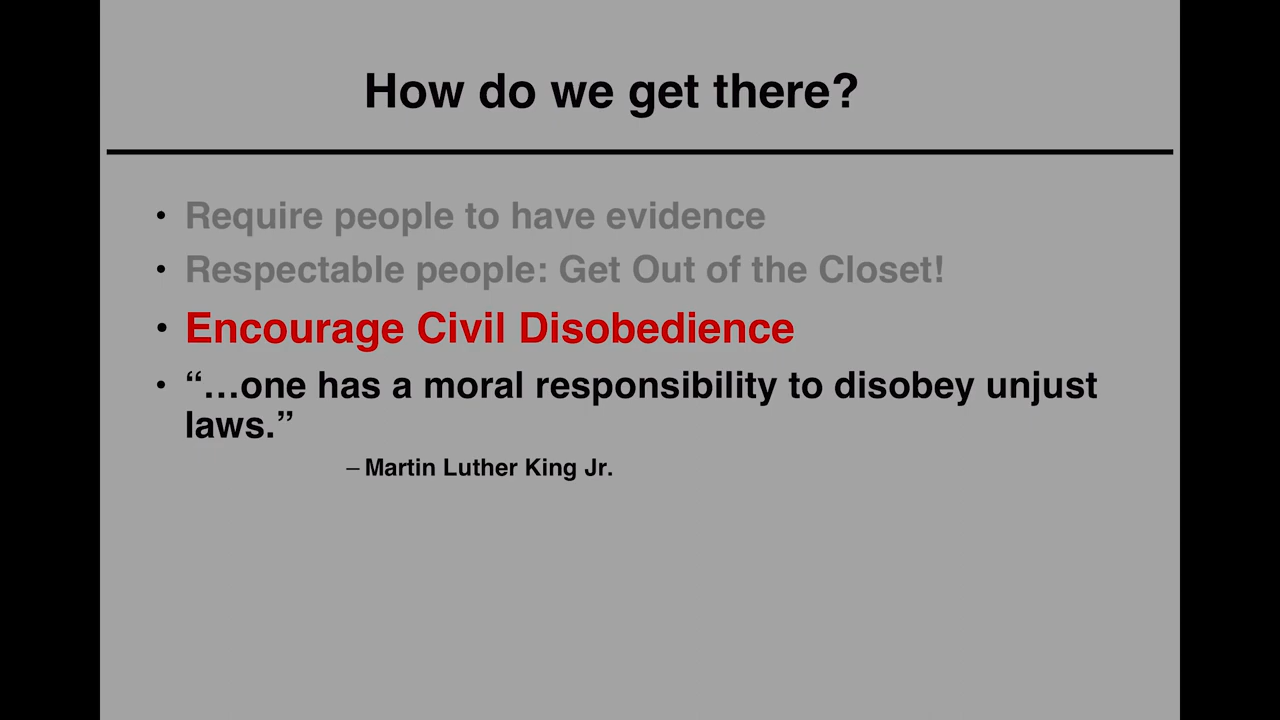 How do we get there?
• Require people to have evidence
• Respectable people: Get Out of the Closet!
• Encourage Civil Disobedience
• “…one has a moral responsibility to disobey unjust
laws.”
– Martin Luther King Jr.